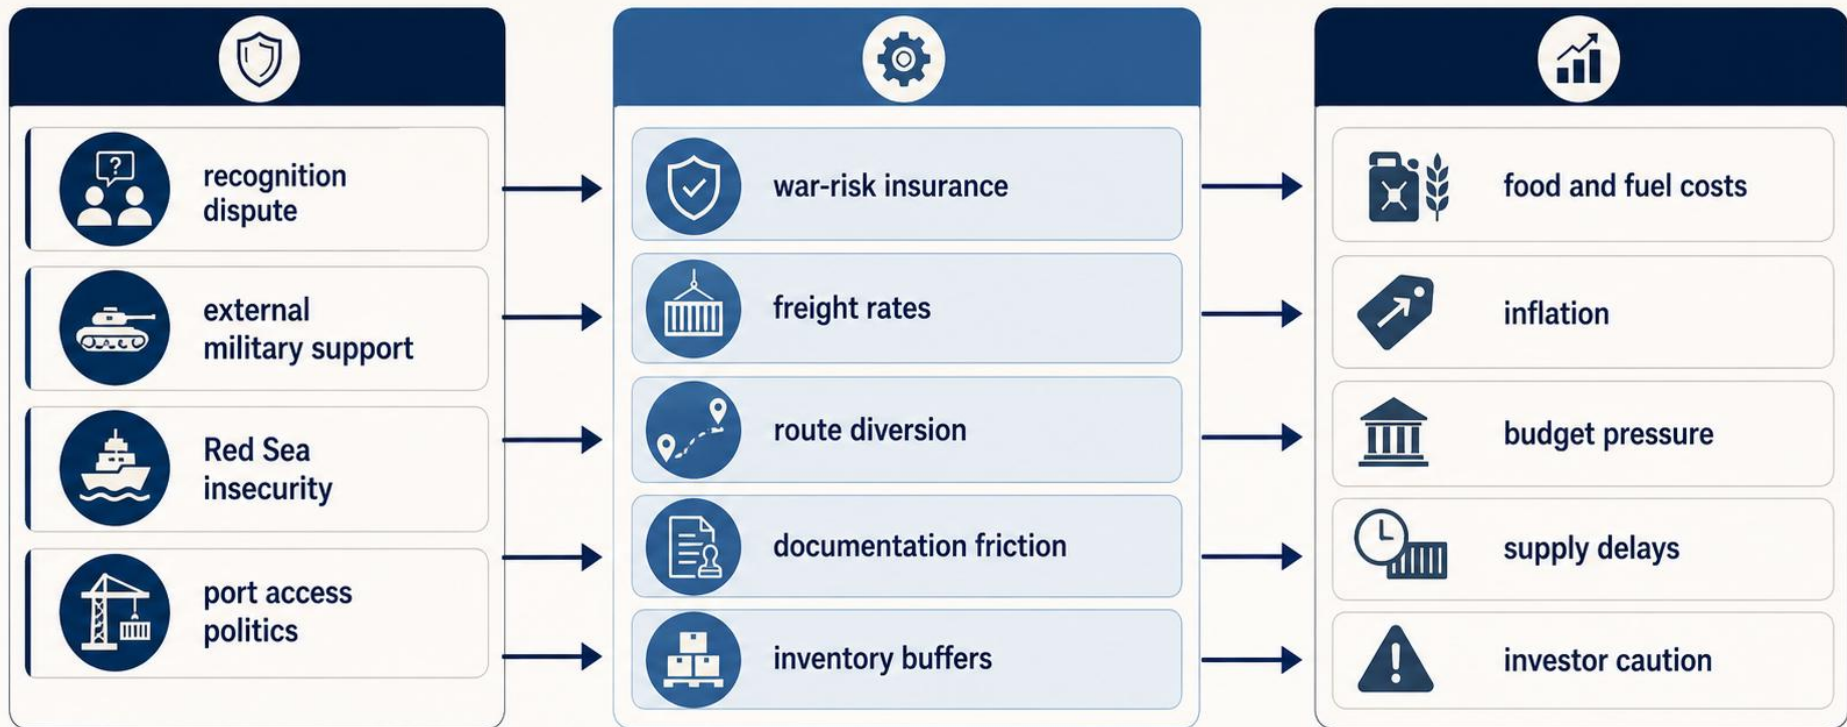 ?
recognition
dispute
external
military support
Red Sea
insecurity
port access
politics
war-risk insurance
freight rates
route diversion
documentation friction
inventory buffers
food and fuel costs
inflation
budget pressure
supply delays
investor caution